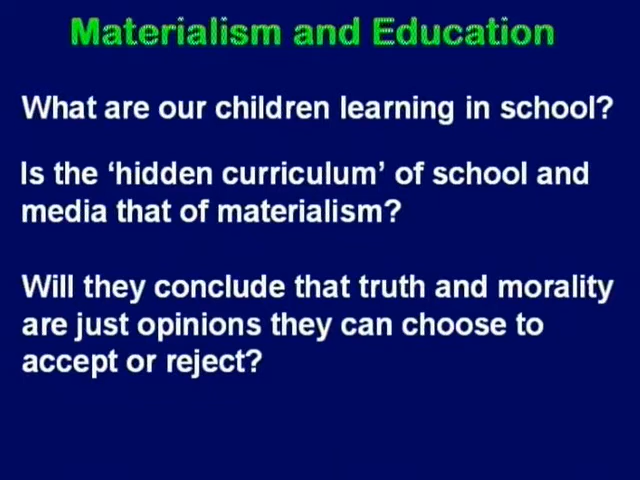 Materialism and Education
What are our children learning in school?
Is the ‘hidden curriculum’ of school and
media that of materialism?
Will they conclude that truth and morality
are just opinions they can choose to
accept or reject?